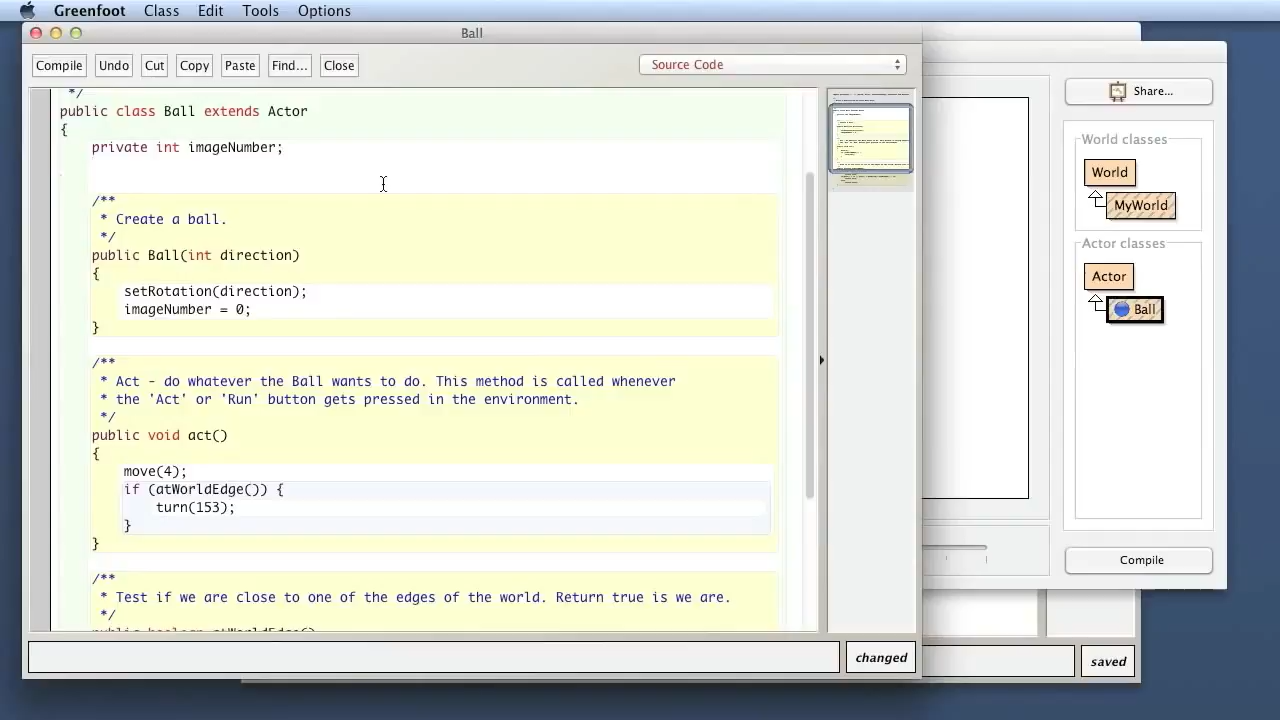 Greenfoot Class Edit Tools Options
Ball
Compile Undo Cut Copy Paste Find... Close Source Code
*/
public class Ball extends Actor
{
private int imageNumber;
/**
* Create a ball.
*/
public Ball(int direction)
{
setRotation(direction);
imageNumber = 0;
}
/**
* Act - do whatever the Ball wants to do. This method is called whenever
* the 'Act' or 'Run' button gets pressed in the environment.
*/
public void act()
{
move(4);
if (atWorldEdge()) {
turn(153);
}
}
/**
* Test if we are close to one of the edges of the world. Return true is we are.
*/
changed
Share...
World classes
World
MyWorld
Actor classes
Actor
Ball
Compile
saved